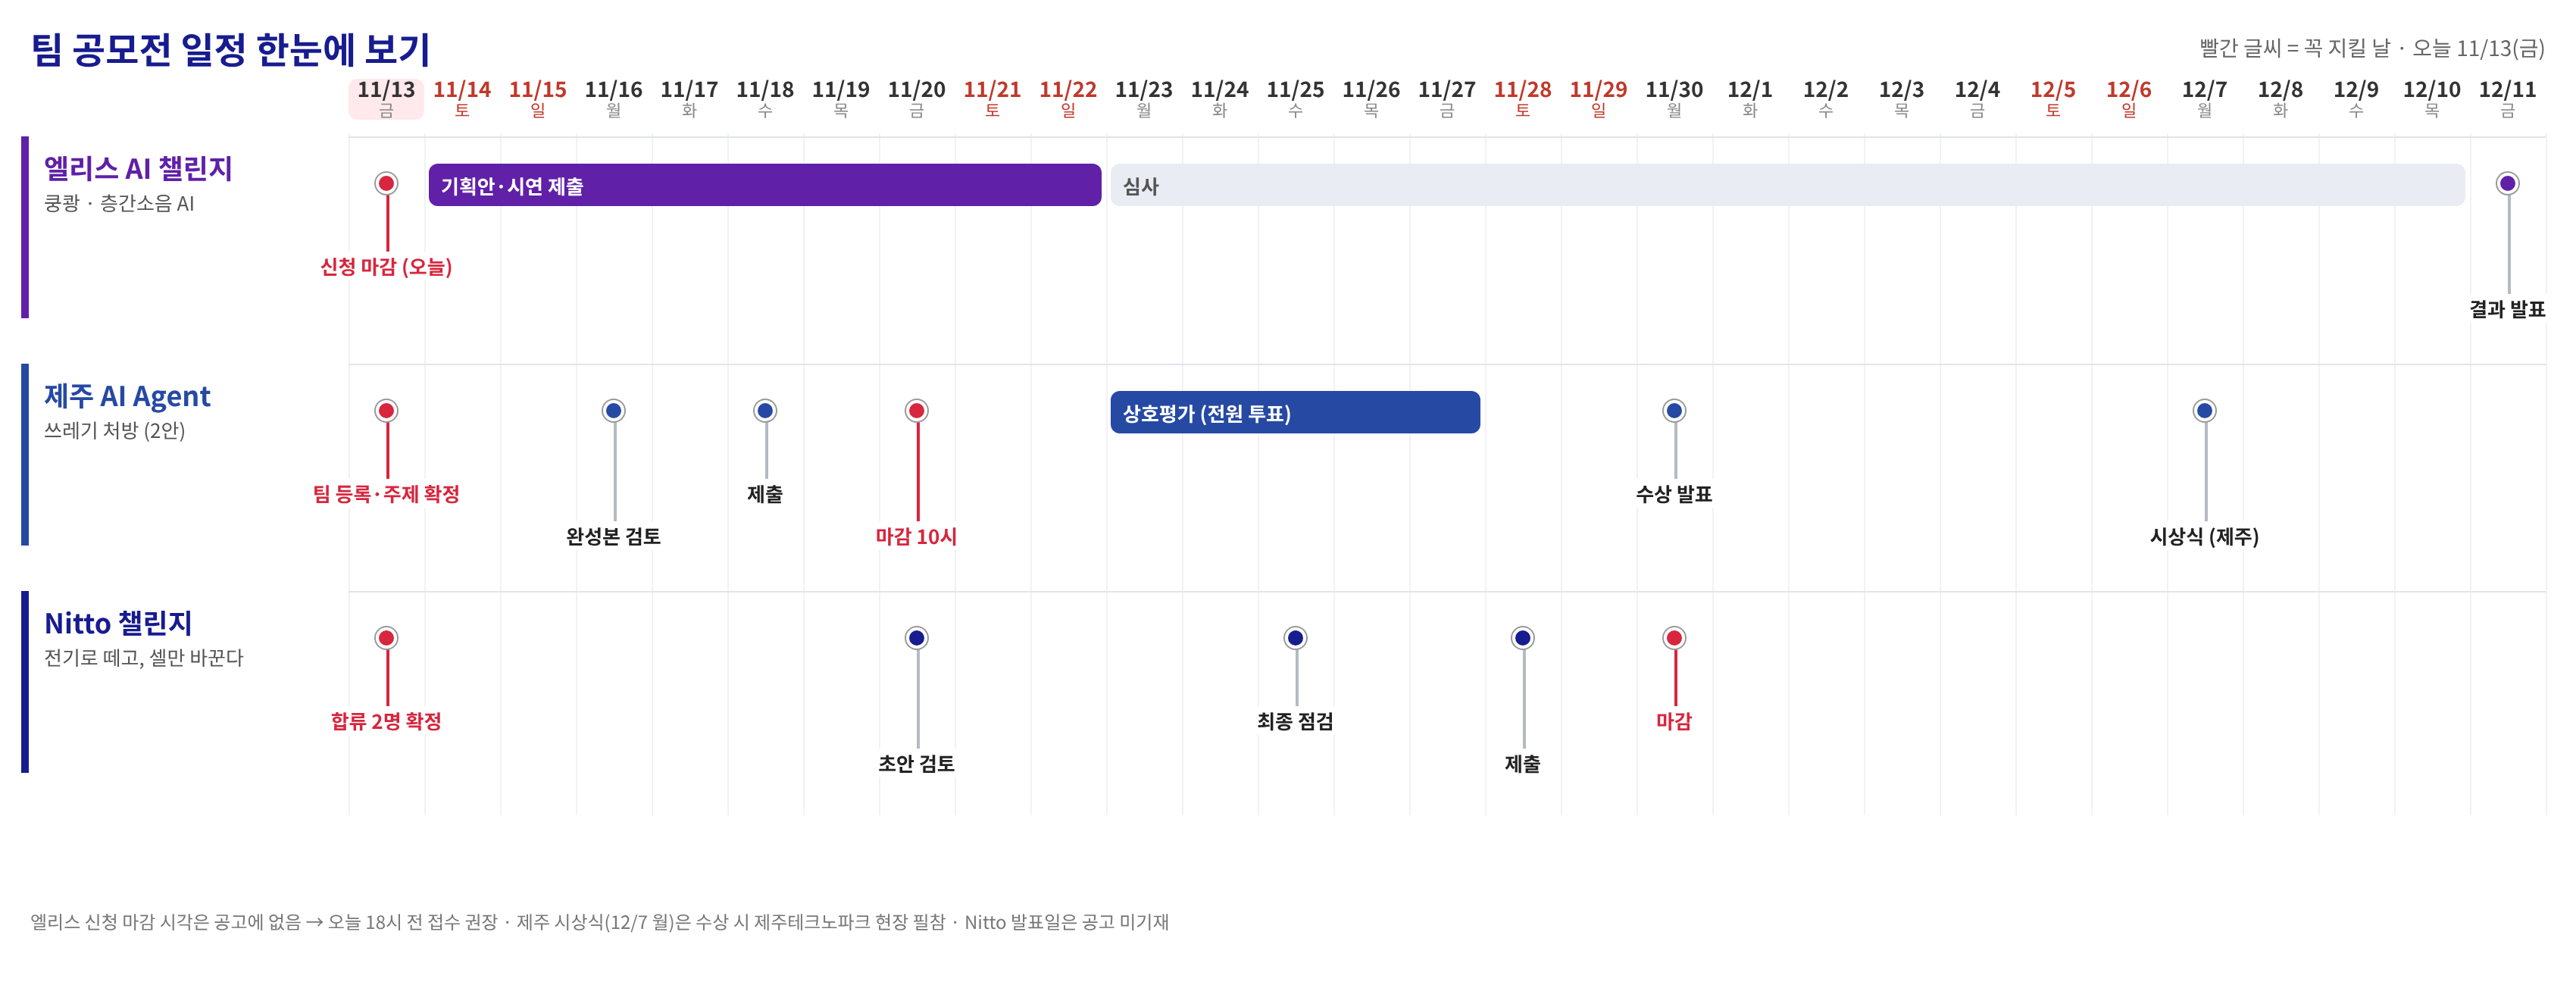 팀 공모전 일정 한눈에 보기
빨간 글씨 = 꼭 지킬 날 · 오늘 11/13(금)
11/13 11/14 11/15 11/16 11/17 11/18 11/19 11/20 11/21 11/22 11/23 11/24 11/25 11/26 11/27 11/28 11/29 11/30 12/1 12/2 12/3 12/4 12/5 12/6 12/7 12/8 12/9 12/10 12/11
금 토 일 월 화 수 목 금 토 일 월 화 수 목 금 토 일 월 화 수 목 금 토 일 월 화 수 목 금
엘리스 AI 챌린지
쿵쾅 · 층간소음 AI
기획안·시연 제출
심사
신청 마감 (오늘)
결과 발표
제주 AI Agent
쓰레기 처방 (2안)
상호평가 (전원 투표)
팀 등록·주제 확정
제출
수상 발표
완성본 검토
마감 10시
시상식 (제주)
Nitto 챌린지
전기로 떼고, 셀만 바꾼다
합류 2명 확정
최종 점검
마감
초안 검토
제출
엘리스 신청 마감 시각은 공고에 없음 → 오늘 18시 전 접수 권장 · 제주 시상식(12/7 월)은 수상 시 제주테크노파크 현장 필참 · Nitto 발표일은 공고 미기재